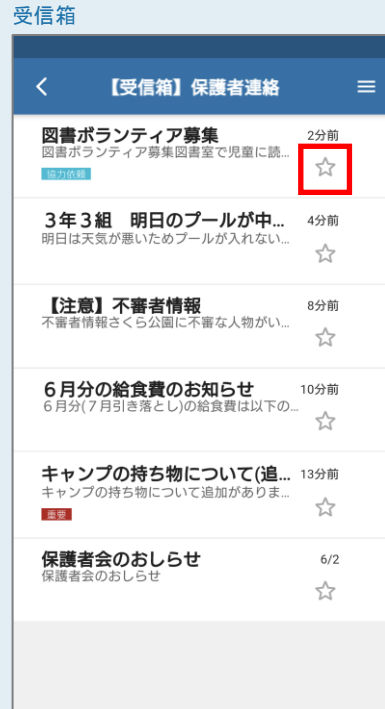 受信箱
【受信箱】保護者連絡
図書ボランティア募集 2分前
図書ボランティア募集図書室で児童に読...
協力依頼
３年３組　明日のプールが中... 4分前
明日は天気が悪いためプールが入れない...
【注意】不審者情報 8分前
不審者情報さくら公園に不審な人物がい...
６月分の給食費のお知らせ 10分前
６月分(７月引き落とし)の給食費は以下の...
キャンプの持ち物について(追... 13分前
キャンプの持ち物について追加がありま...
重要
保護者会のおしらせ 6/2
保護者会のおしらせ